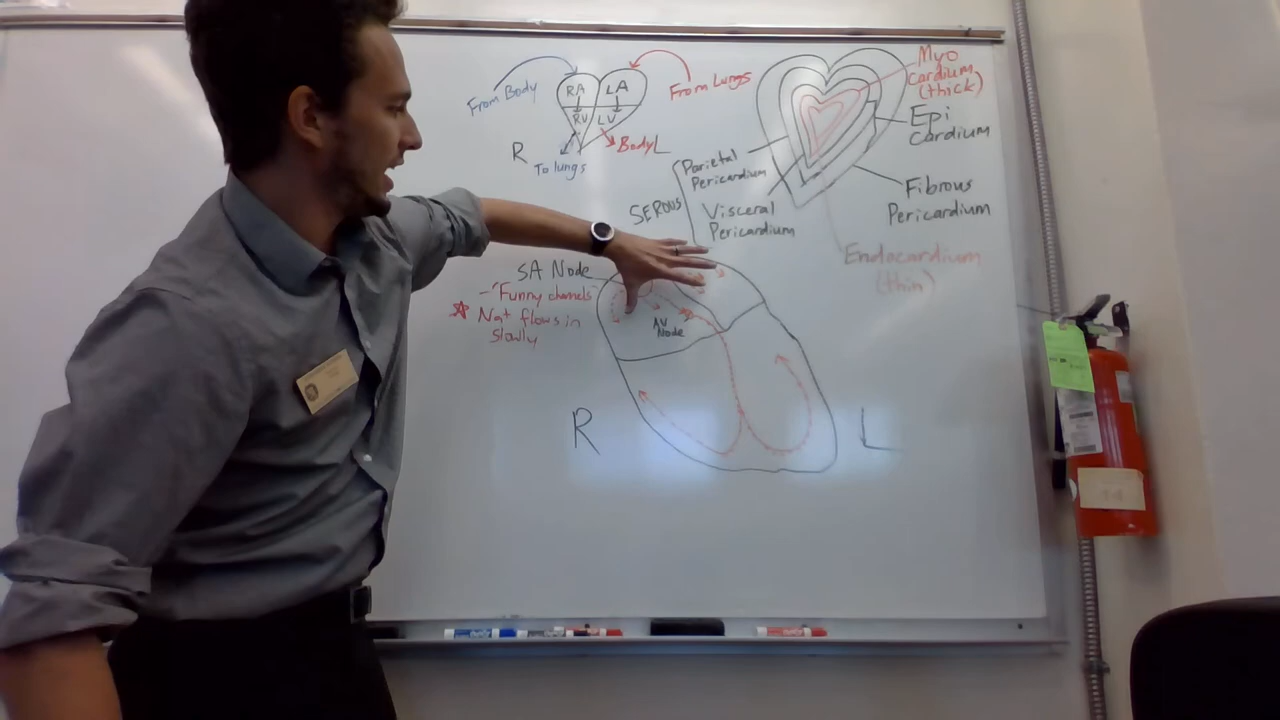 From Body
RA
LA
From Lungs
RV
LV
R
To lungs
Body
L
Myo
cardium
(thick)
Epi
Cardium
Parietal
Pericardium
SEROUS
Visceral
Pericardium
Fibrous
Pericardium
Endocardium
(thin)
SA Node
- "Funny channels
Na+ flows in
slowly
AV
Node
R
L